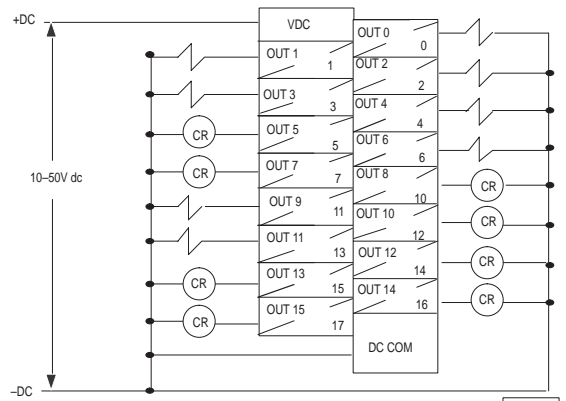 +DC
VDC
OUT 0
0
OUT 1
1
OUT 2
2
OUT 3
3
OUT 4
4
CR
OUT 5
5
OUT 6
6
CR
OUT 7
7
OUT 8
10
CR
10–50V dc
OUT 9
11
OUT 10
12
CR
OUT 11
13
OUT 12
14
CR
CR
OUT 13
15
OUT 14
16
CR
CR
OUT 15
17
DC COM
–DC